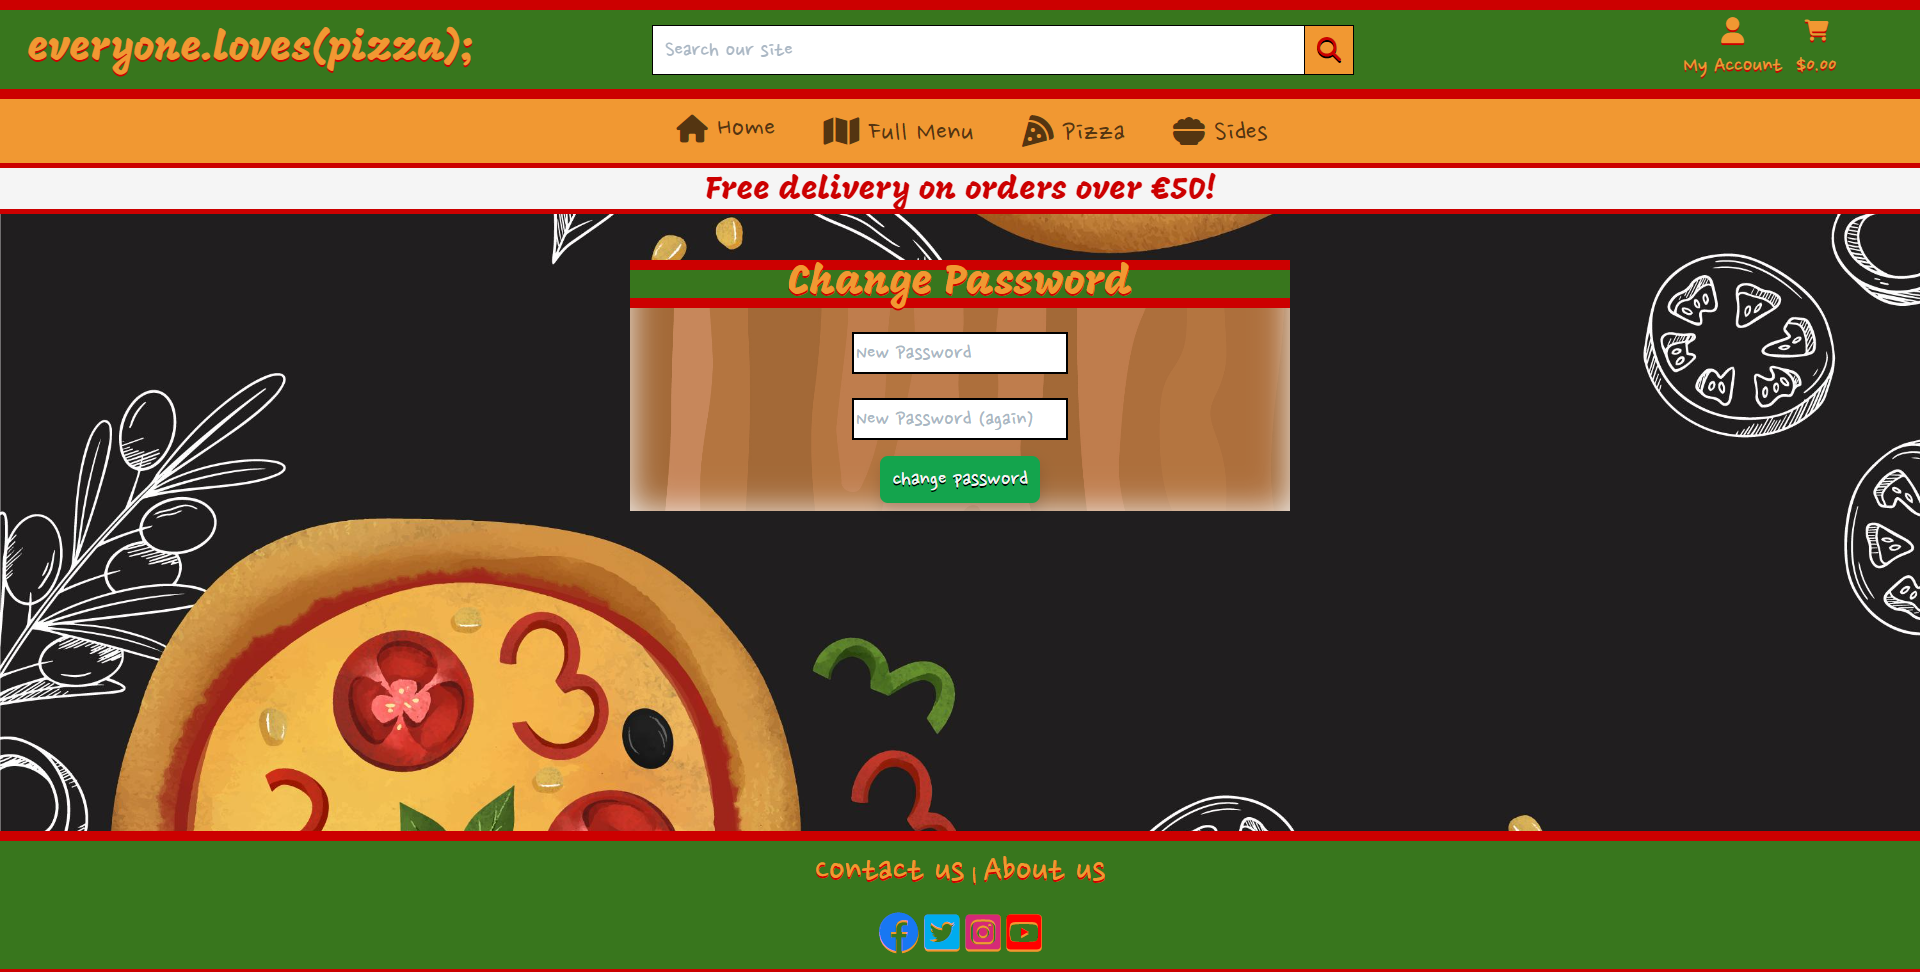 everyone.loves(pizza);
Search our site
My Account
$0.00
Home
Full Menu
Pizza
Sides
Free delivery on orders over €50!
Change Password
New Password
New Password (again)
change password
contact us | About us